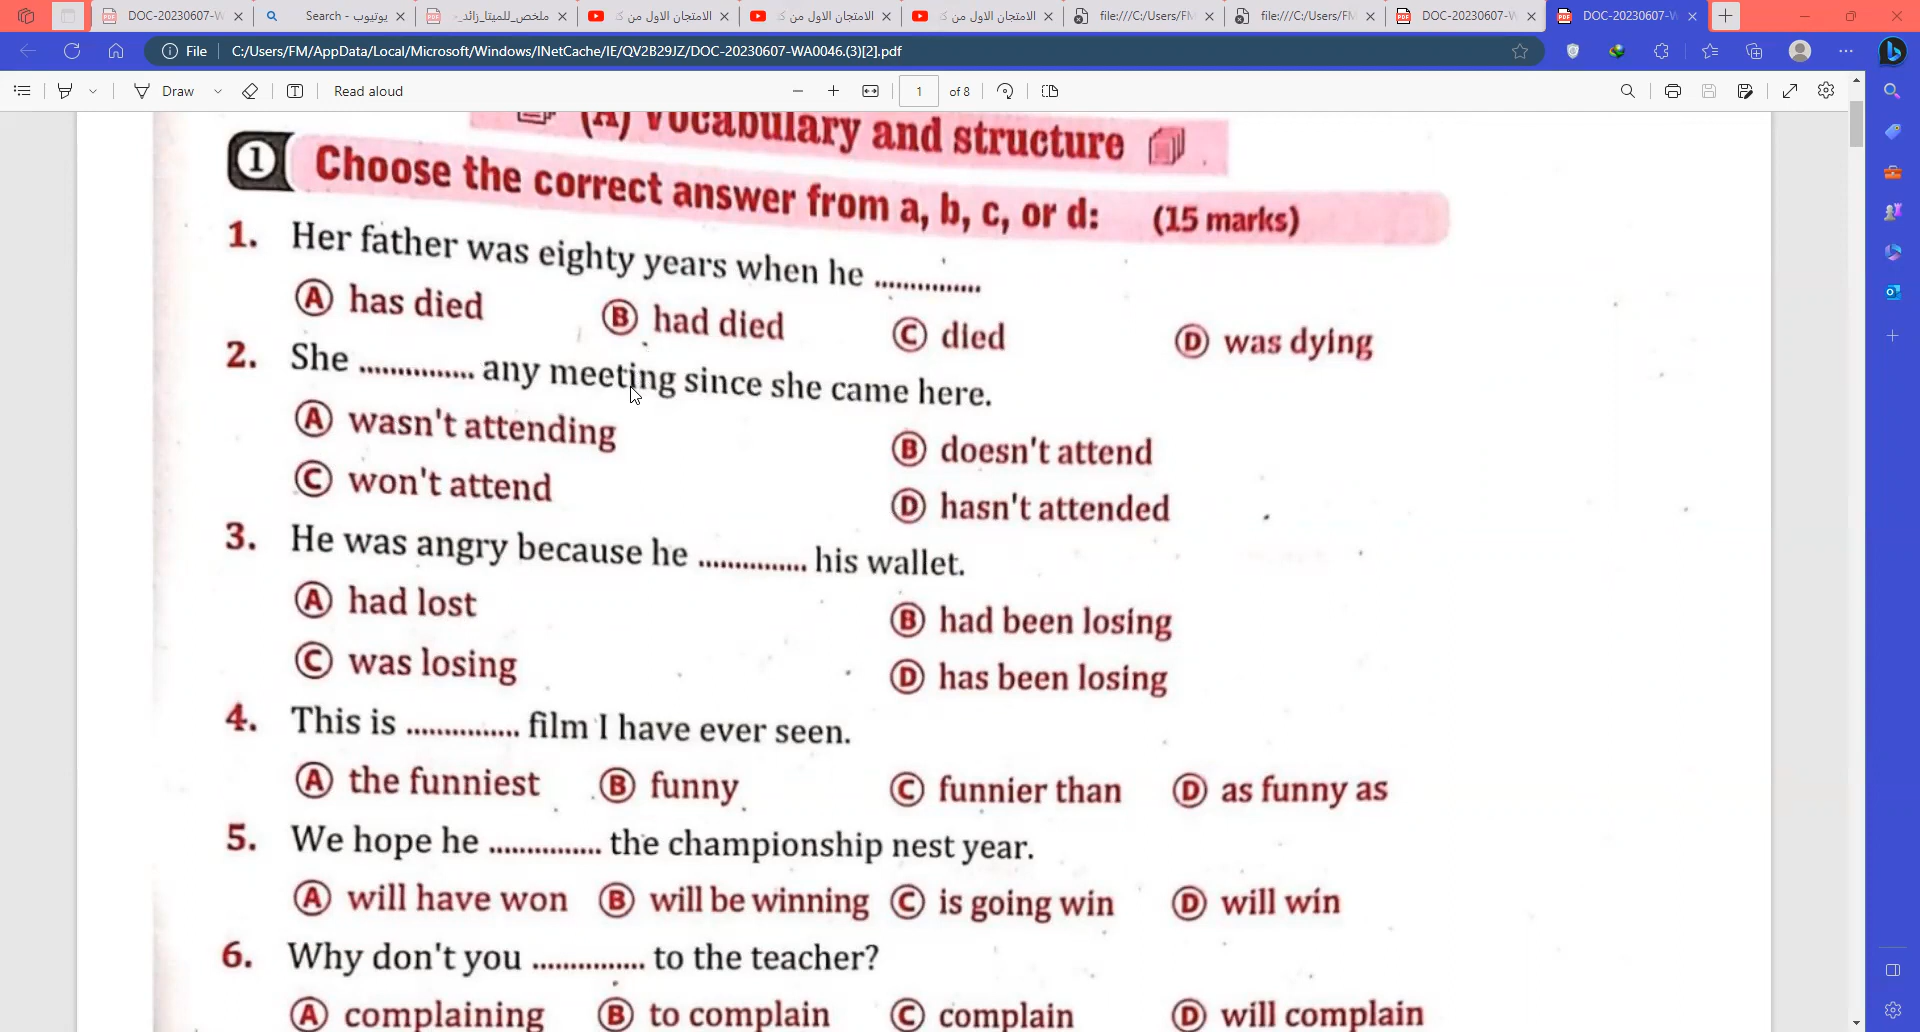 DOC-20230607-W
Search - يوتيوب
ملخص_للميتا_زائد_
الامتحان الاول من ك
الامتحان الاول من ك
الامتحان الاول من ك
file:///C:/Users/FM
file:///C:/Users/FM
DOC-20230607-W
DOC-20230607-W
File C:/Users/FM/AppData/Local/Microsoft/Windows/INetCache/IE/QV2B29JZ/DOC-20230607-WA0046.(3)[2].pdf
Draw Read aloud 1 of 8
(A) Vocabulary and structure
1 Choose the correct answer from a, b, c, or d: (15 marks)
1. Her father was eighty years when he ...............
A has died B had died C died D was dying
2. She ............... any meeting since she came here.
A wasn't attending B doesn't attend
C won't attend D hasn't attended
3. He was angry because he ............... his wallet.
A had lost B had been losing
C was losing D has been losing
4. This is ............... film I have ever seen.
A the funniest B funny C funnier than D as funny as
5. We hope he ............... the championship nest year.
A will have won B will be winning C is going win D will win
6. Why don't you ............... to the teacher?
A complaining B to complain C complain D will complain